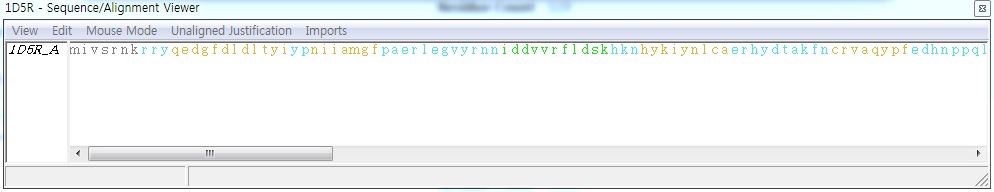 1D5R - Sequence/Alignment Viewer
View Edit Mouse Mode Unaligned Justification Imports
1D5R_A mivsrnkrryqedgfdldltyiypniiamgfpaerlegvyrnniddvvrfldskhknhykiynlcaerhydtakfncrvaqypfedhnppql